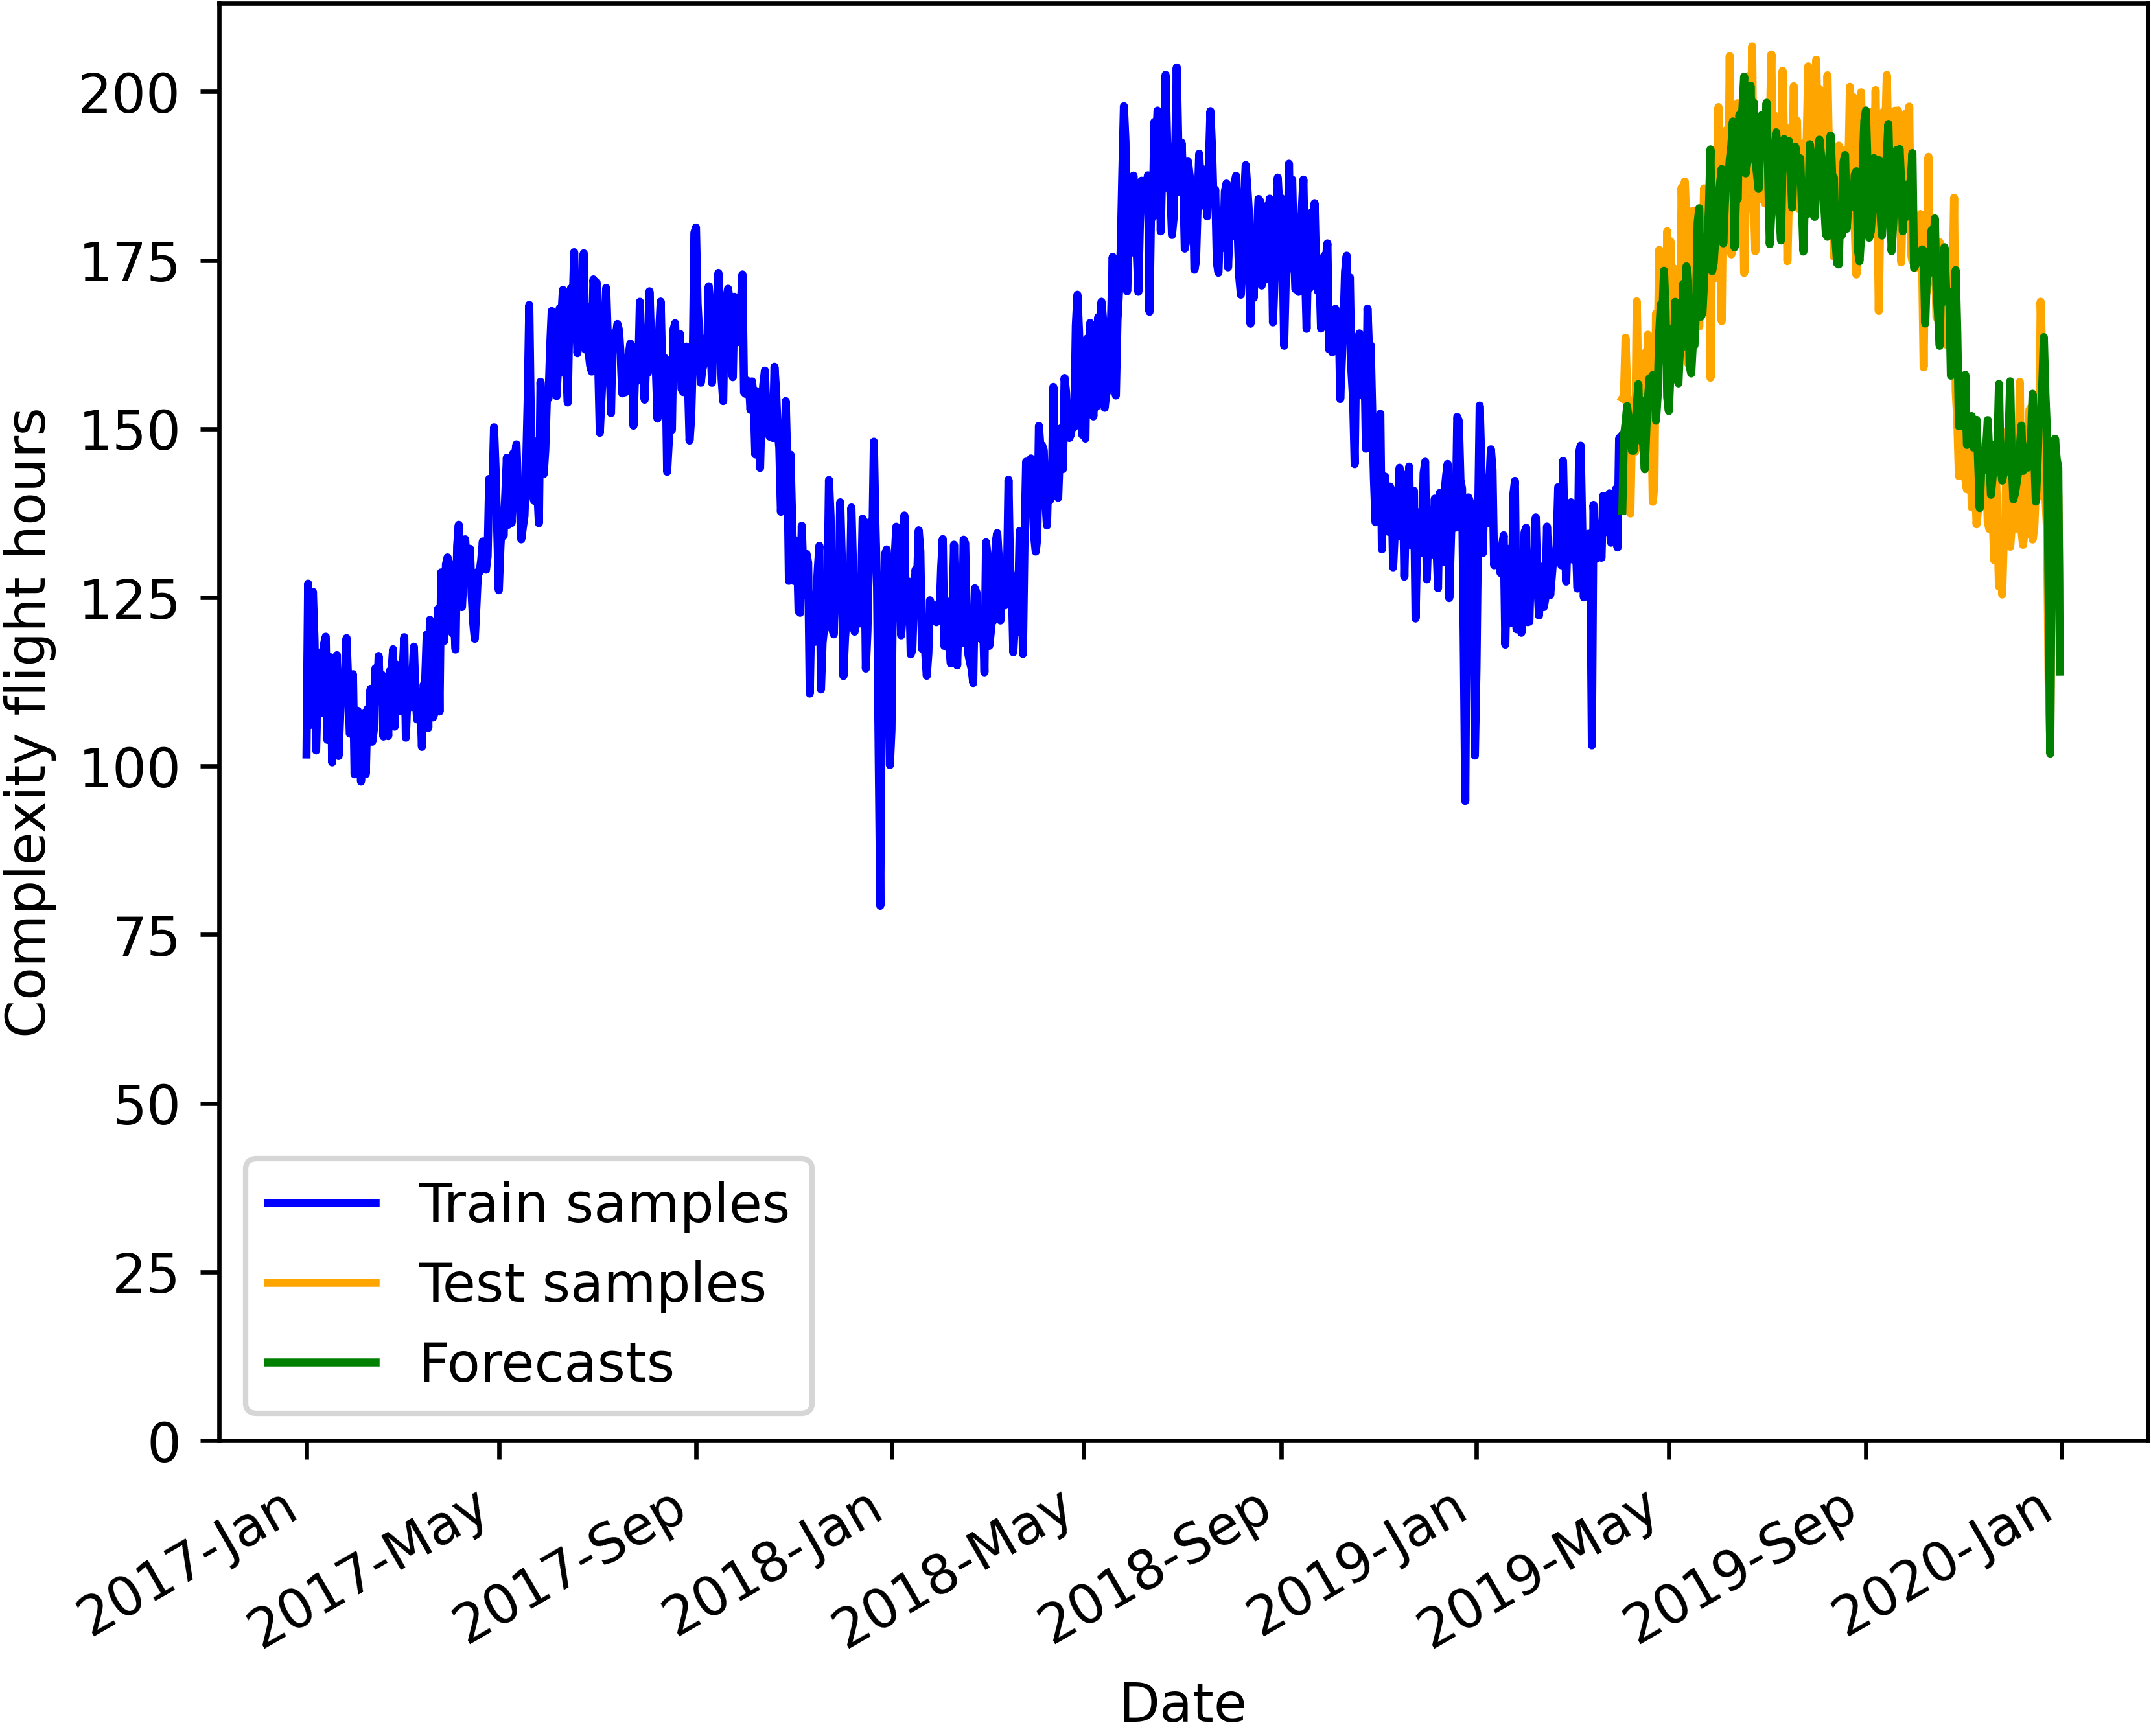 Complexity flight hours
200
175
150
125
100
75
50
25
0
Train samples
Test samples
Forecasts
2017-Jan
2017-May
2017-Sep
2018-Jan
2018-May
2018-Sep
2019-Jan
2019-May
2019-Sep
2020-Jan
Date